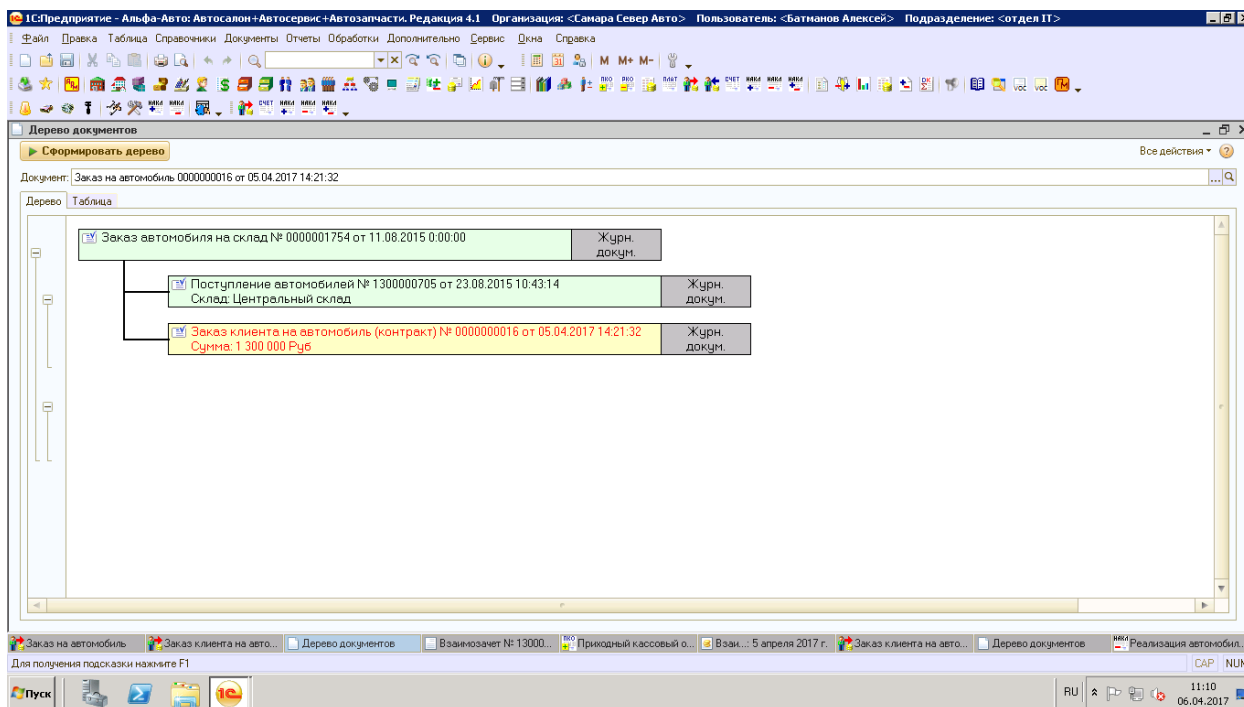 1С:Предприятие - Альфа-Авто: Автосалон+Автосервис+Автозапчасти. Редакция 4.1 Организация: <Самара Север Авто> Пользователь: <Батманов Алексей> Подразделение: <отдел IT>
Файл Правка Таблица Справочники Документы Отчеты Обработки Дополнительно Сервис Окна Справка
M M+ M-
Дерево документов
Сформировать дерево
Все действия
Документ: Заказ на автомобиль 0000000016 от 05.04.2017 14:21:32
Дерево Таблица
Заказ автомобиля на склад № 0000001754 от 11.08.2015 0:00:00
Журн.
докум.
Поступление автомобилей № 1300000705 от 23.08.2015 10:43:14
Склад: Центральный склад
Журн.
докум.
Заказ клиента на автомобиль (контракт) № 0000000016 от 05.04.2017 14:21:32
Сумма: 1 300 000 Руб
Журн.
докум.
Заказ на автомобиль Заказ клиента на авто... Дерево документов Взаимозачет № 13000... Приходный кассовый о... Взаи...: 5 апреля 2017 г. Заказ клиента на авто... Дерево документов Реализация автомобил...
Для получения подсказки нажмите F1
CAP NUM
Пуск
RU
11:10
06.04.2017